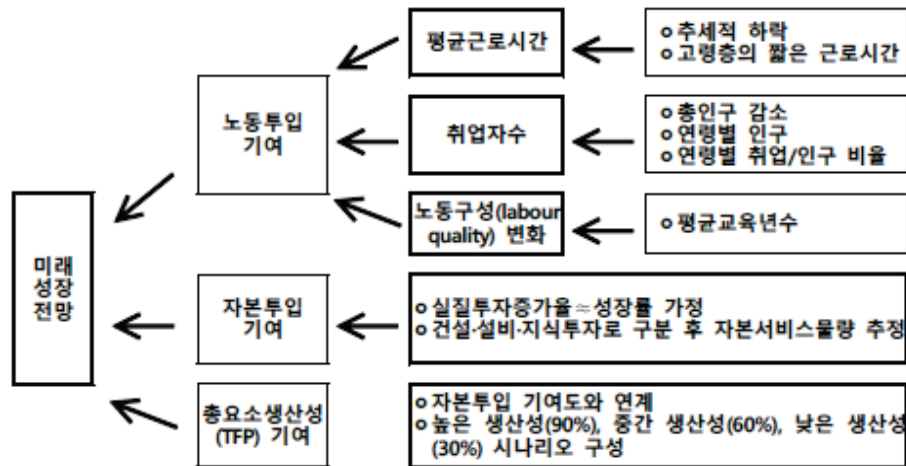 미래
성장
전망
노동투입
기여
평균근로시간
ㅇ추세적 하락
ㅇ고령층의 짧은 근로시간
취업자수
ㅇ총인구 감소
ㅇ연령별 인구
ㅇ연령별 취업/인구 비율
노동구성(labour
quality) 변화
ㅇ평균교육년수
자본투입
기여
ㅇ실질투자증가율≈성장률 가정
ㅇ건설·설비·지식투자로 구분 후 자본서비스물량 추정
총요소생산성
(TFP) 기여
ㅇ자본투입 기여도와 연계
ㅇ높은 생산성(90%), 중간 생산성(60%), 낮은 생산성
(30%) 시나리오 구성